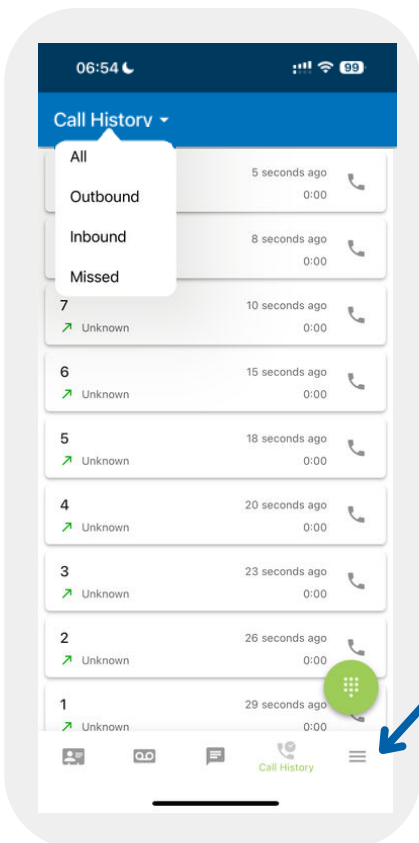 06:54
99
Call History
All
Outbound
Inbound
Missed
5 seconds ago
0:00
8 seconds ago
0:00
7
10 seconds ago
Unknown
0:00
6
15 seconds ago
Unknown
0:00
5
18 seconds ago
Unknown
0:00
4
20 seconds ago
Unknown
0:00
3
23 seconds ago
Unknown
0:00
2
26 seconds ago
Unknown
0:00
1
29 seconds ago
Unknown
0:00
Call History